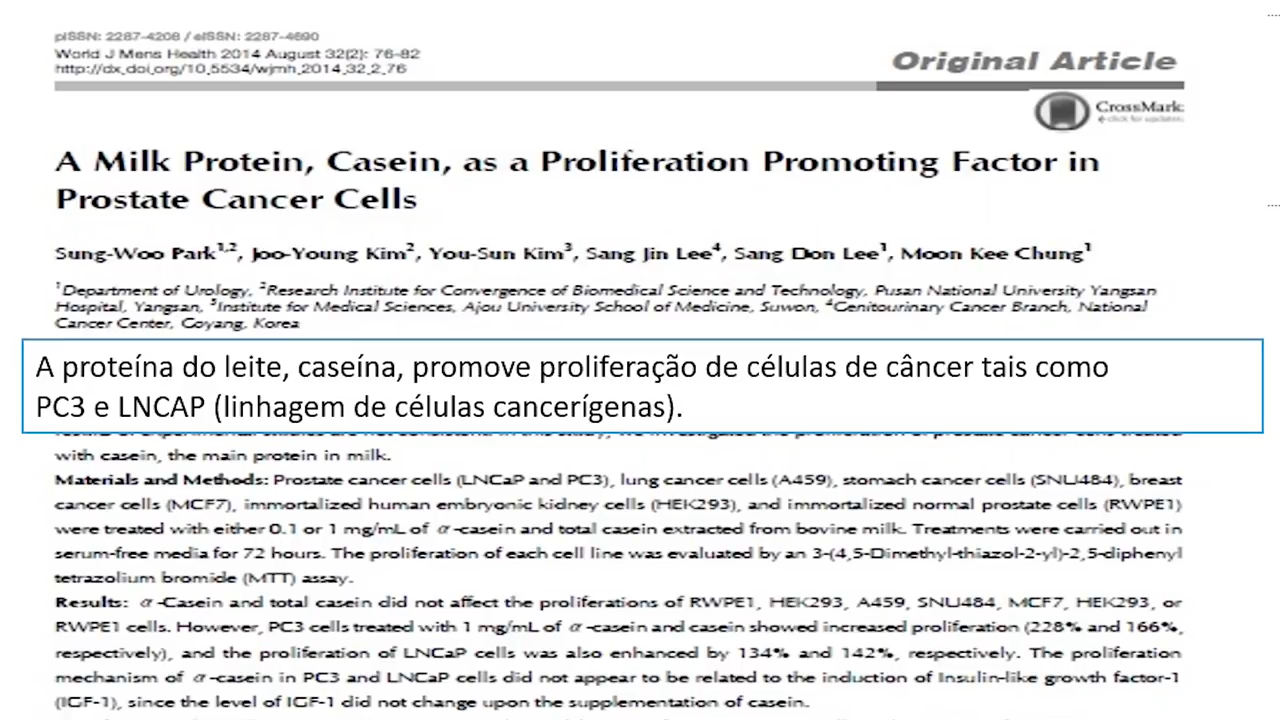 pISSN: 2287-4208 / eISSN: 2287-4690
World J Mens Health 2014 August 32(2): 76-82
http://dx.doi.org/10.5534/wjmh.2014.32.2.76
Original Article
CrossMark
click for updates
A Milk Protein, Casein, as a Proliferation Promoting Factor in
Prostate Cancer Cells
Sung-Woo Park1,2, Joo-Young Kim2, You-Sun Kim3, Sang Jin Lee4, Sang Don Lee1, Moon Kee Chung1
1Department of Urology, 2Research Institute for Convergence of Biomedical Science and Technology, Pusan National University Yangsan
Hospital, Yangsan, 3Institute for Medical Sciences, Ajou University School of Medicine, Suwon, 4Genitourinary Cancer Branch, National
Cancer Center, Goyang, Korea
A proteína do leite, caseína, promove proliferação de células de câncer tais como
PC3 e LNCAP (linhagem de células cancerígenas).
with casein, the main protein in milk.
Materials and Methods: Prostate cancer cells (LNCaP and PC3), lung cancer cells (A459), stomach cancer cells (SNU484), breast
cancer cells (MCF7), immortalized human embryonic kidney cells (HEK293), and immortalized normal prostate cells (RWPE1)
were treated with either 0.1 or 1 mg/mL of α-casein and total casein extracted from bovine milk. Treatments were carried out in
serum-free media for 72 hours. The proliferation of each cell line was evaluated by an 3-(4,5-Dimethyl-thiazol-2-yl)-2,5-diphenyl
tetrazolium bromide (MTT) assay.
Results: α-Casein and total casein did not affect the proliferations of RWPE1, HEK293, A459, SNU484, MCF7, HEK293, or
RWPE1 cells. However, PC3 cells treated with 1 mg/mL of α-casein and casein showed increased proliferation (228% and 166%,
respectively), and the proliferation of LNCaP cells was also enhanced by 134% and 142%, respectively. The proliferation
mechanism of α-casein in PC3 and LNCaP cells did not appear to be related to the induction of Insulin-like growth factor-1
(IGF-1), since the level of IGF-1 did not change upon the supplementation of casein.